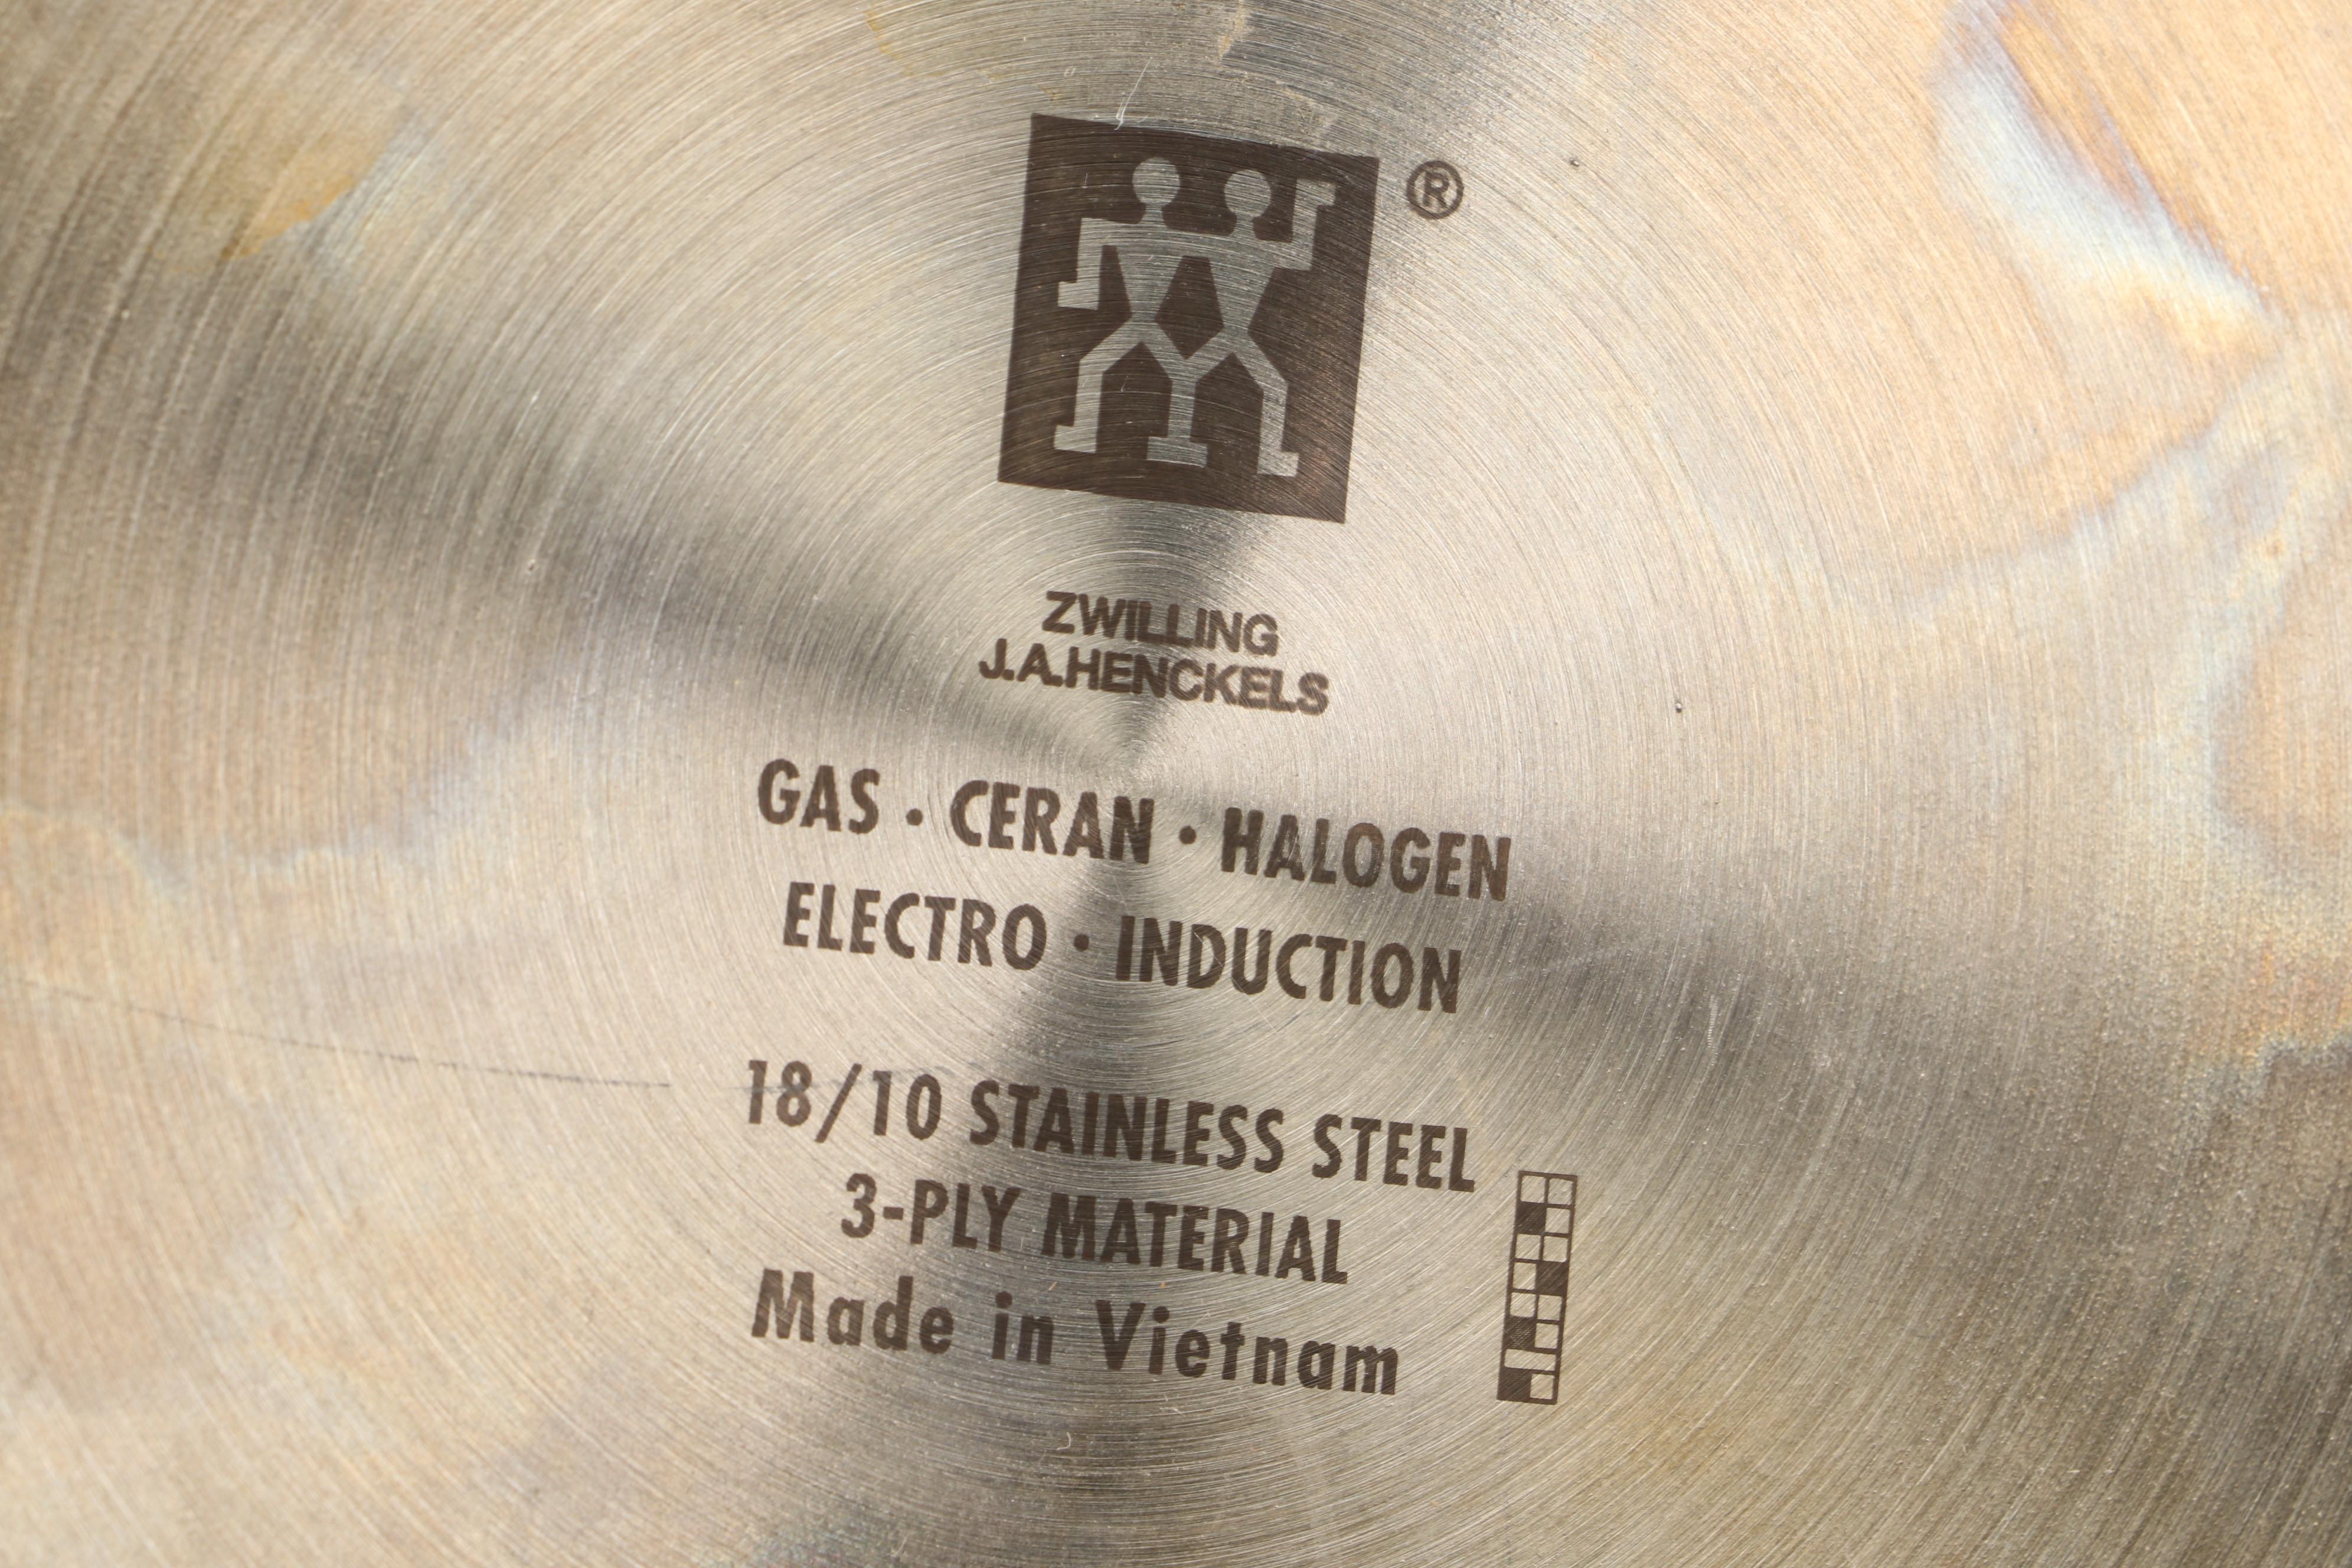 ®
ZWILLING
J.A.HENCKELS
GAS · CERAN · HALOGEN
ELECTRO · INDUCTION
18/10 STAINLESS STEEL
3-PLY MATERIAL
Made in Vietnam